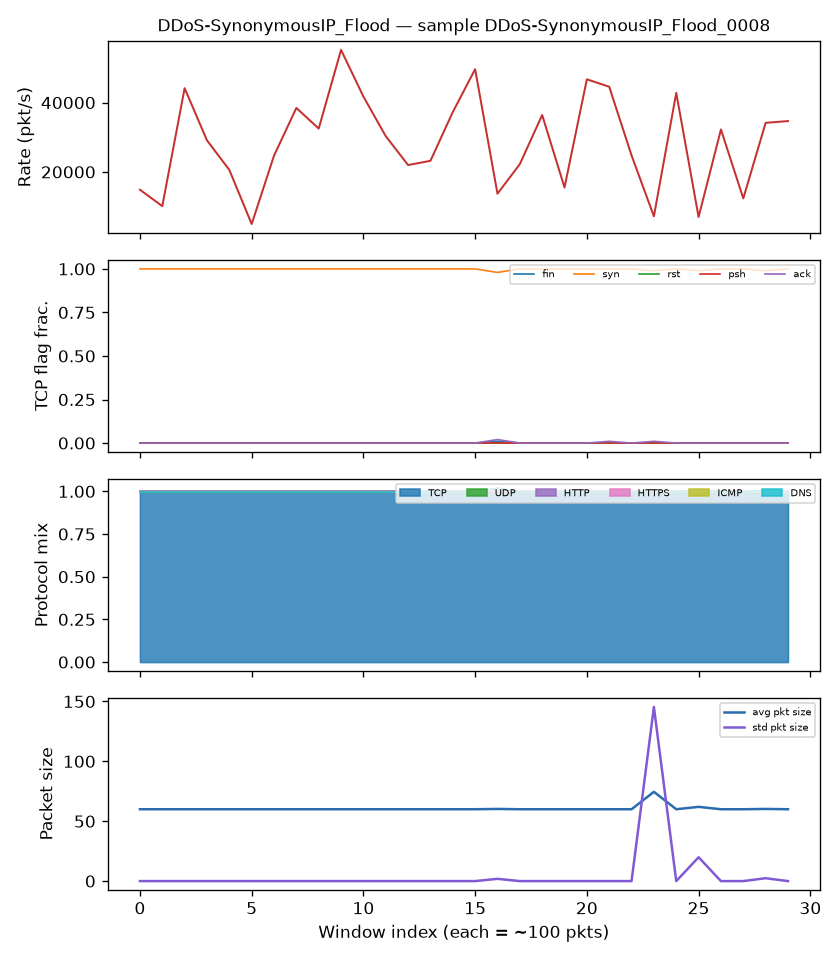 DDoS-SynonymousIP_Flood — sample DDoS-SynonymousIP_Flood_0008
Rate (pkt/s)
40000
20000
TCP flag frac.
1.00
0.75
0.50
0.25
0.00
fin syn rst psh ack
Protocol mix
1.00
0.75
0.50
0.25
0.00
TCP UDP HTTP HTTPS ICMP DNS
Packet size
150
100
50
0
avg pkt size
std pkt size
0 5 10 15 20 25 30
Window index (each = ~100 pkts)